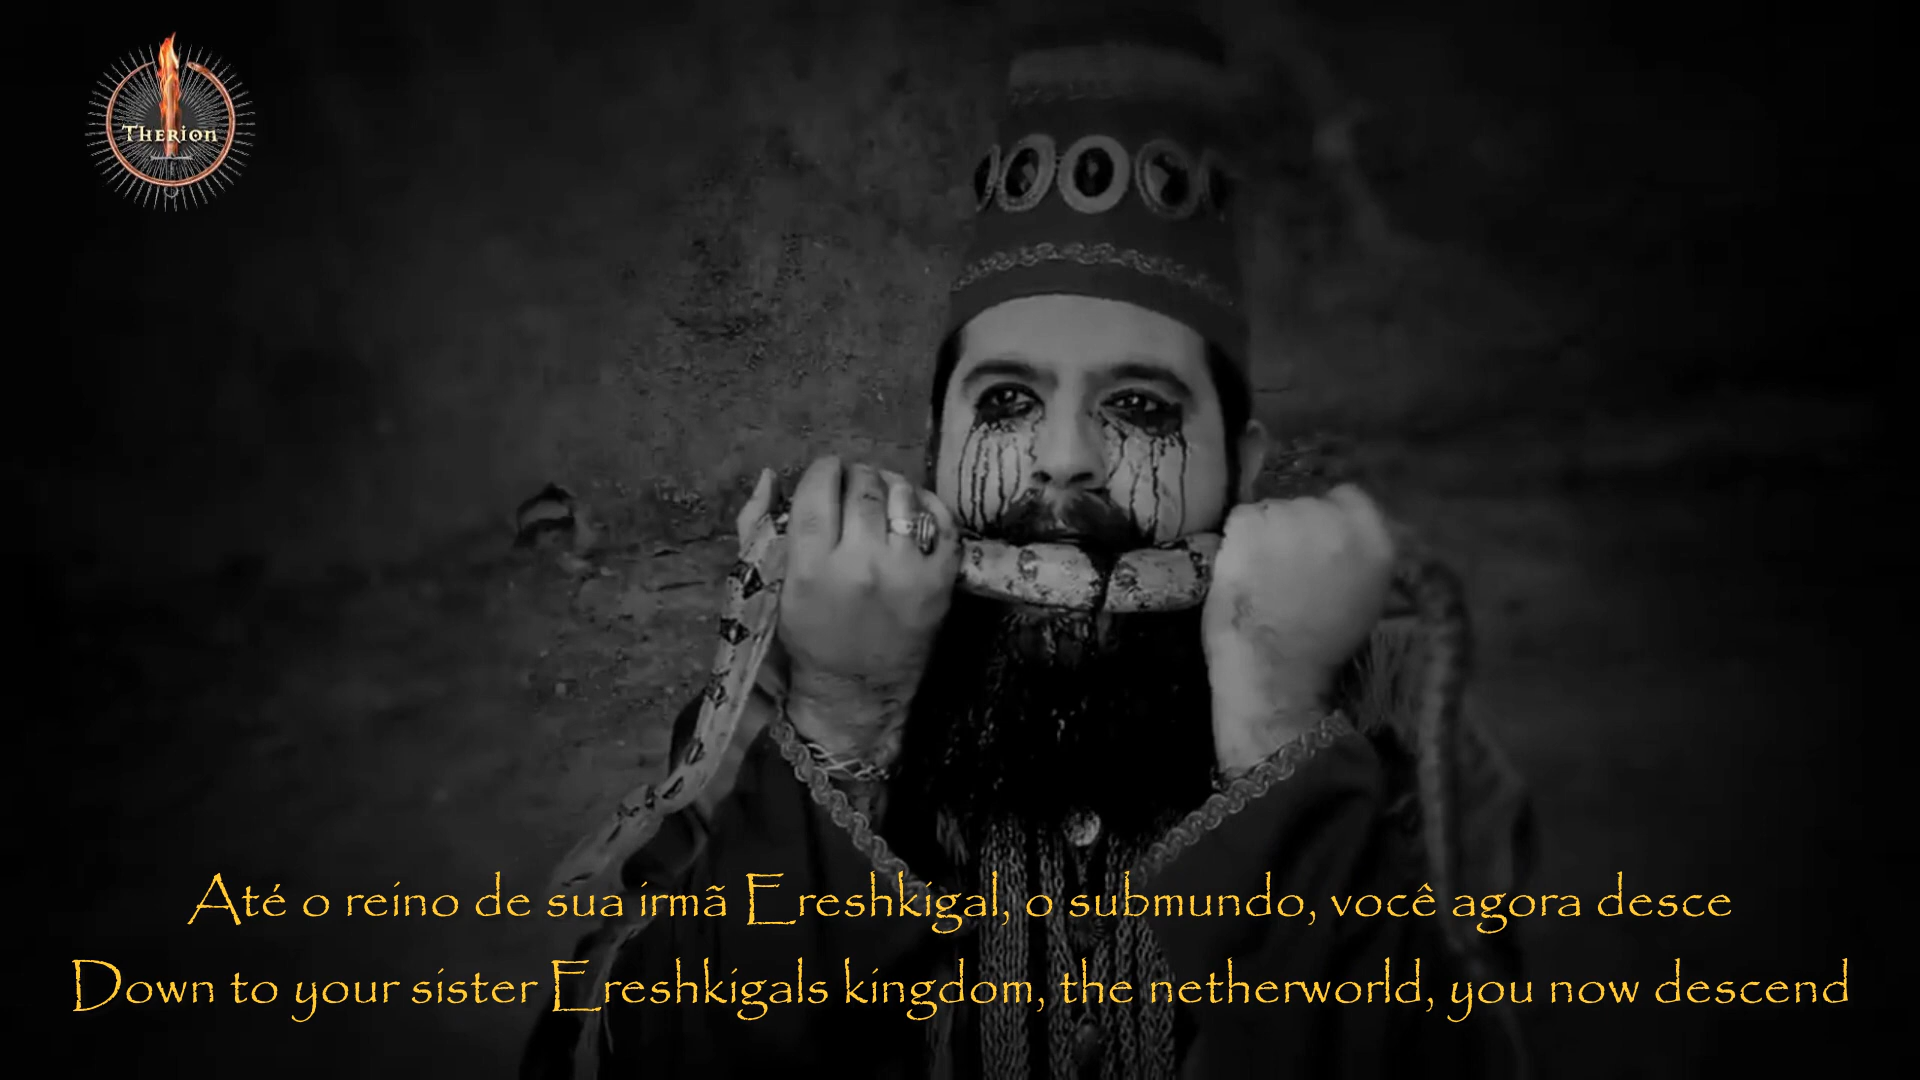 Therion
Até o reino de sua irmã Ereshkigal, o submundo, você agora desce
Down to your sister Ereshkigals kingdom, the netherworld, you now descend